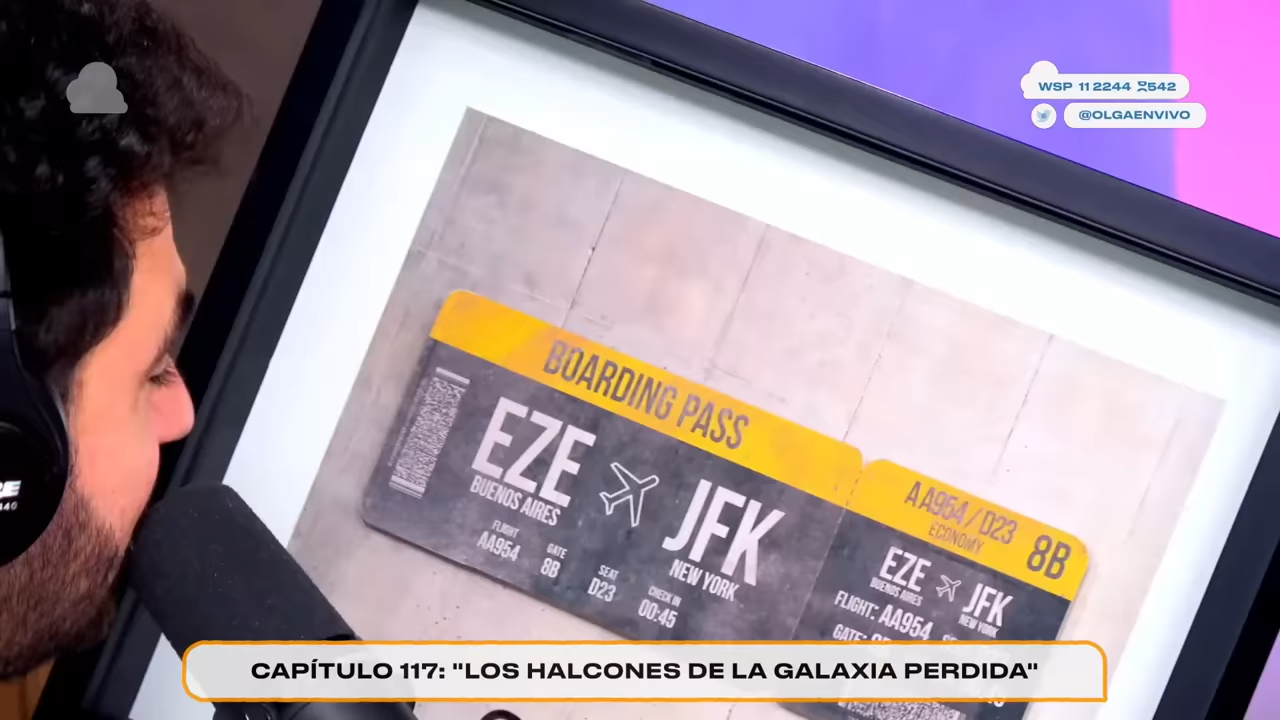 WSP 11 2244
@OLGAENVIVO
BOARDING PASS
EZE
BUENOS AIRES
JFK
NEW YORK
FLIGHT
AA954
GATE
8B
SEAT
D23
CHECK IN
00:45
AA954 / D23
ECONOMY
8B
EZE
BUENOS AIRES
JFK
NEW YORK
FLIGHT: AA954
GATE:
CAPÍTULO 117: "LOS HALCONES DE LA GALAXIA PERDIDA"